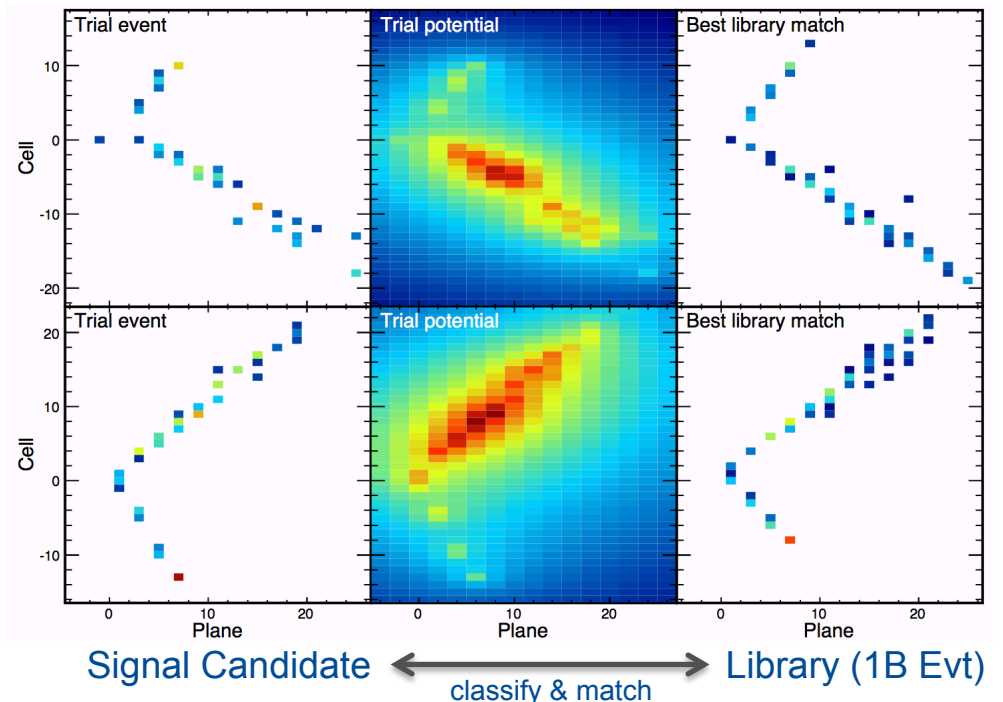 Trial event
Trial potential
Best library match
Cell
10
0
-10
-20
Trial event
Trial potential
Best library match
Cell
20
10
0
-10
0 10 20
0 10 20
0 10 20
Plane
Plane
Plane
Signal Candidate
classify & match
Library (1B Evt)